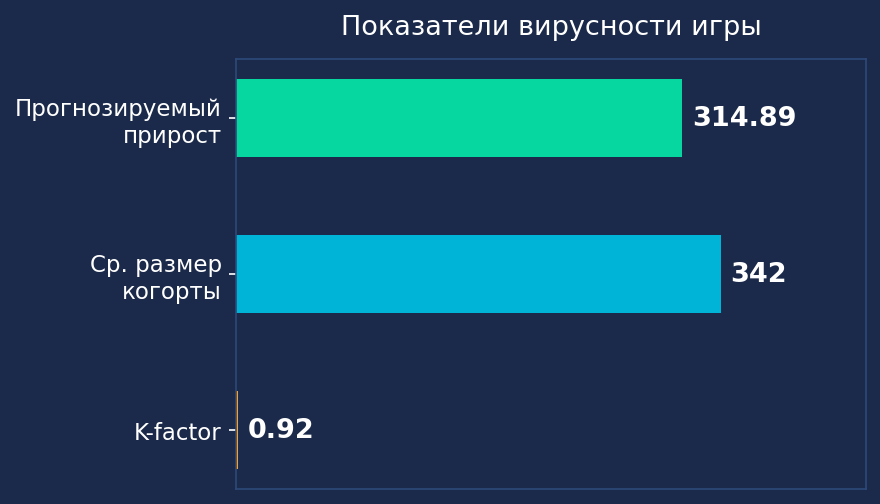 Показатели вирусности игры
Прогнозируемый
прирост
314.89
Ср. размер
когорты
342
K-factor
0.92